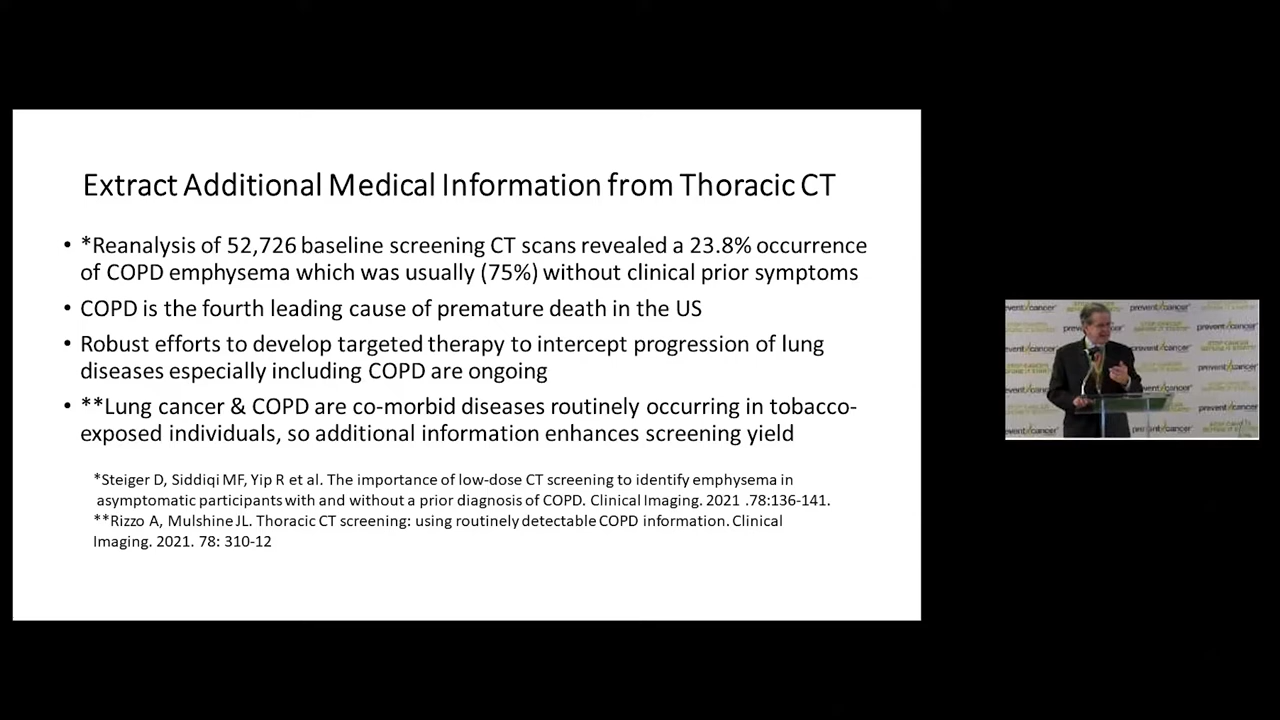 Extract Additional Medical Information from Thoracic CT
• *Reanalysis of 52,726 baseline screening CT scans revealed a 23.8% occurrence
of COPD emphysema which was usually (75%) without clinical prior symptoms
• COPD is the fourth leading cause of premature death in the US
• Robust efforts to develop targeted therapy to intercept progression of lung
diseases especially including COPD are ongoing
• **Lung cancer & COPD are co-morbid diseases routinely occurring in tobacco-
exposed individuals, so additional information enhances screening yield
*Steiger D, Siddiqi MF, Yip R et al. The importance of low-dose CT screening to identify emphysema in
asymptomatic participants with and without a prior diagnosis of COPD. Clinical Imaging. 2021 .78:136-141.
**Rizzo A, Mulshine JL. Thoracic CT screening: using routinely detectable COPD information. Clinical
Imaging. 2021. 78: 310-12
prevent cancer